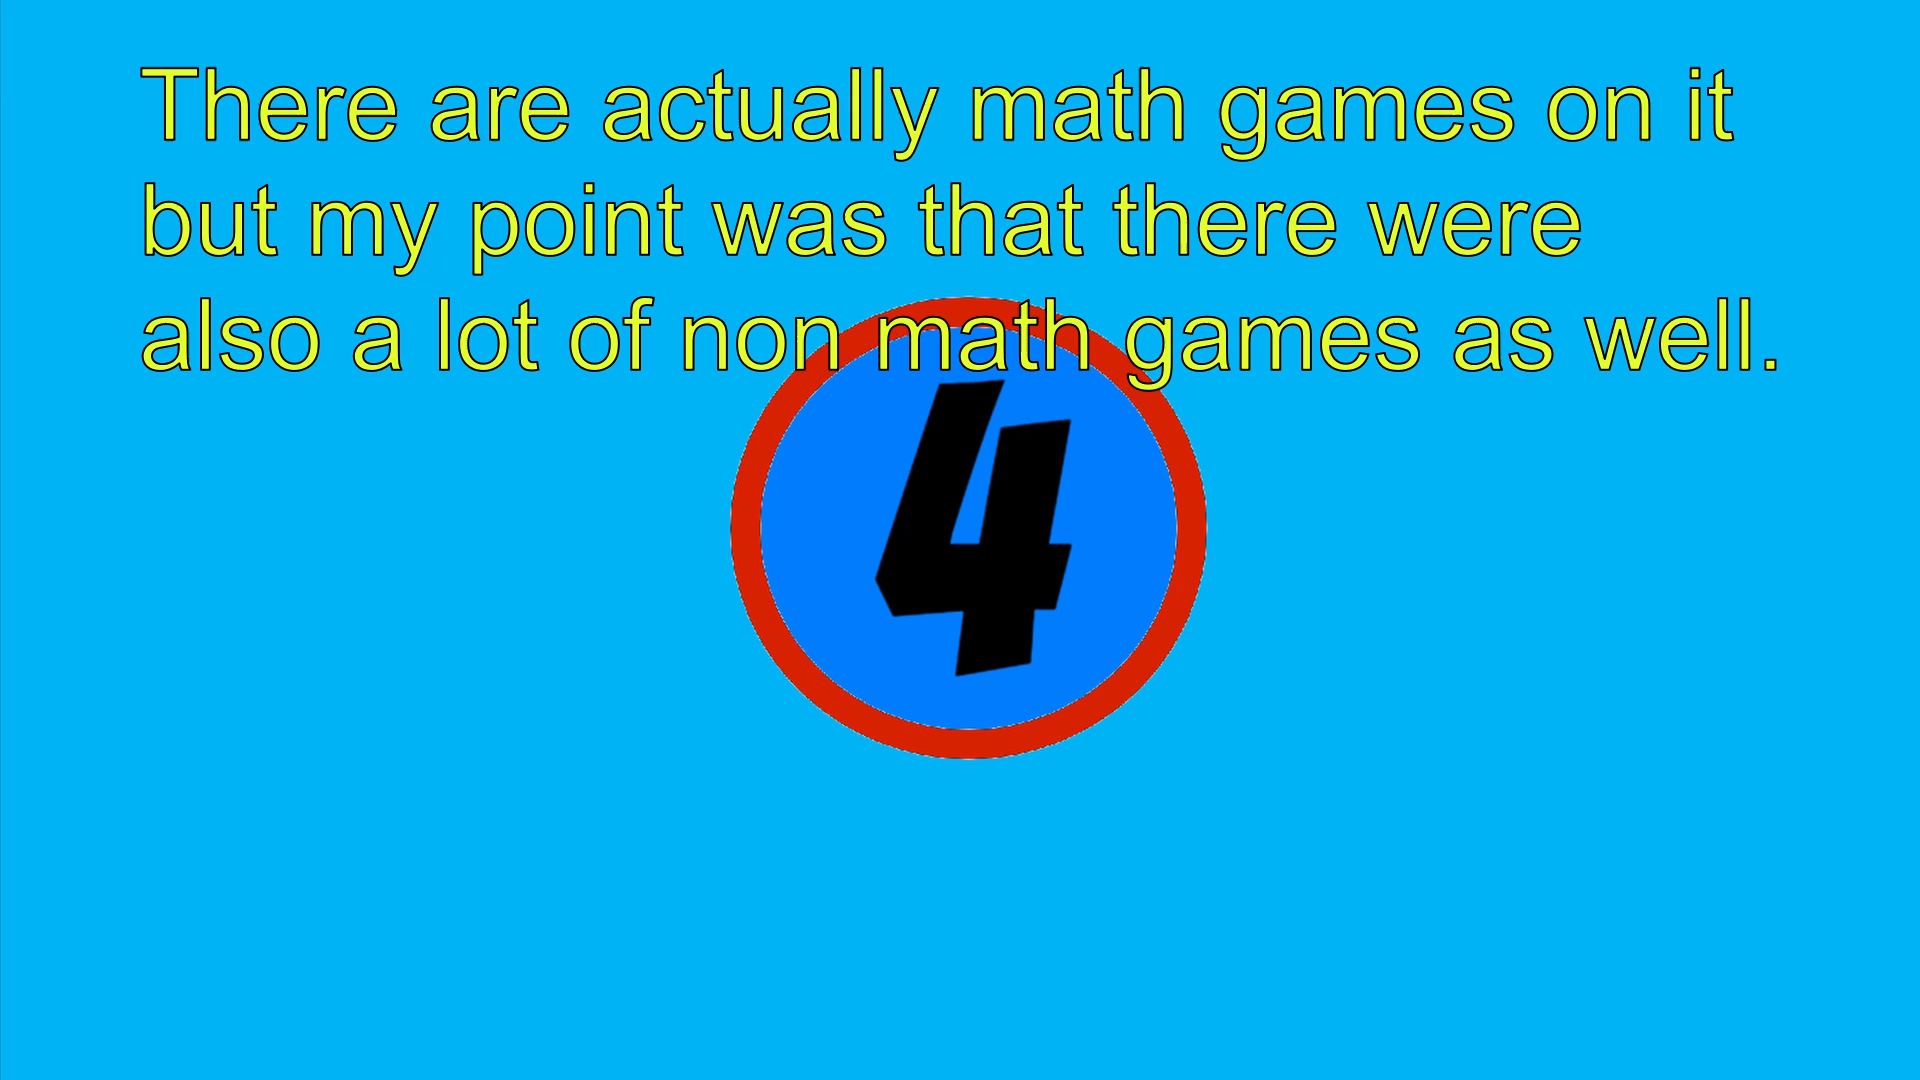 There are actually math games on it
but my point was that there were
also a lot of non math games as well.
4